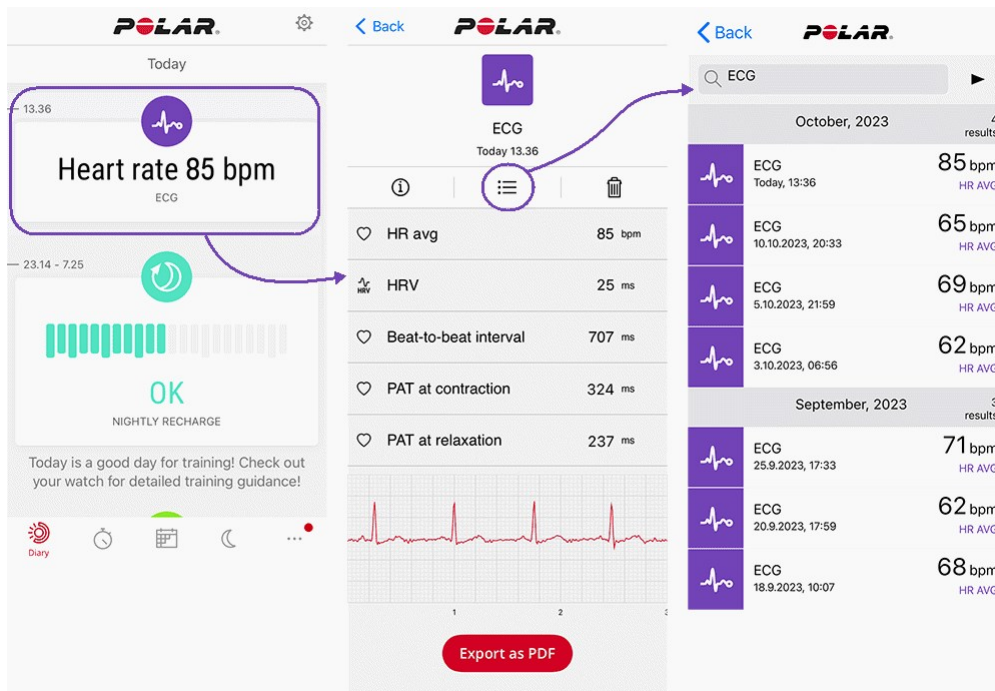 POLAR.
Today
13.36
Heart rate 85 bpm
ECG
23.14 - 7.25
OK
NIGHTLY RECHARGE
Today is a good day for training! Check out
your watch for detailed training guidance!
Diary
Back
POLAR.
ECG
Today 13.36
HR avg 85 bpm
HRV HRV 25 ms
Beat-to-beat interval 707 ms
PAT at contraction 324 ms
PAT at relaxation 237 ms
1 2 3
Export as PDF
Back
POLAR.
ECG
October, 2023 4
results
ECG 85 bpm
Today, 13:36 HR AVG
ECG 65 bpm
10.10.2023, 20:33 HR AVG
ECG 69 bpm
5.10.2023, 21:59 HR AVG
ECG 62 bpm
3.10.2023, 06:56 HR AVG
September, 2023 3
results
ECG 71 bpm
25.9.2023, 17:33 HR AVG
ECG 62 bpm
20.9.2023, 17:59 HR AVG
ECG 68 bpm
18.9.2023, 10:07 HR AVG